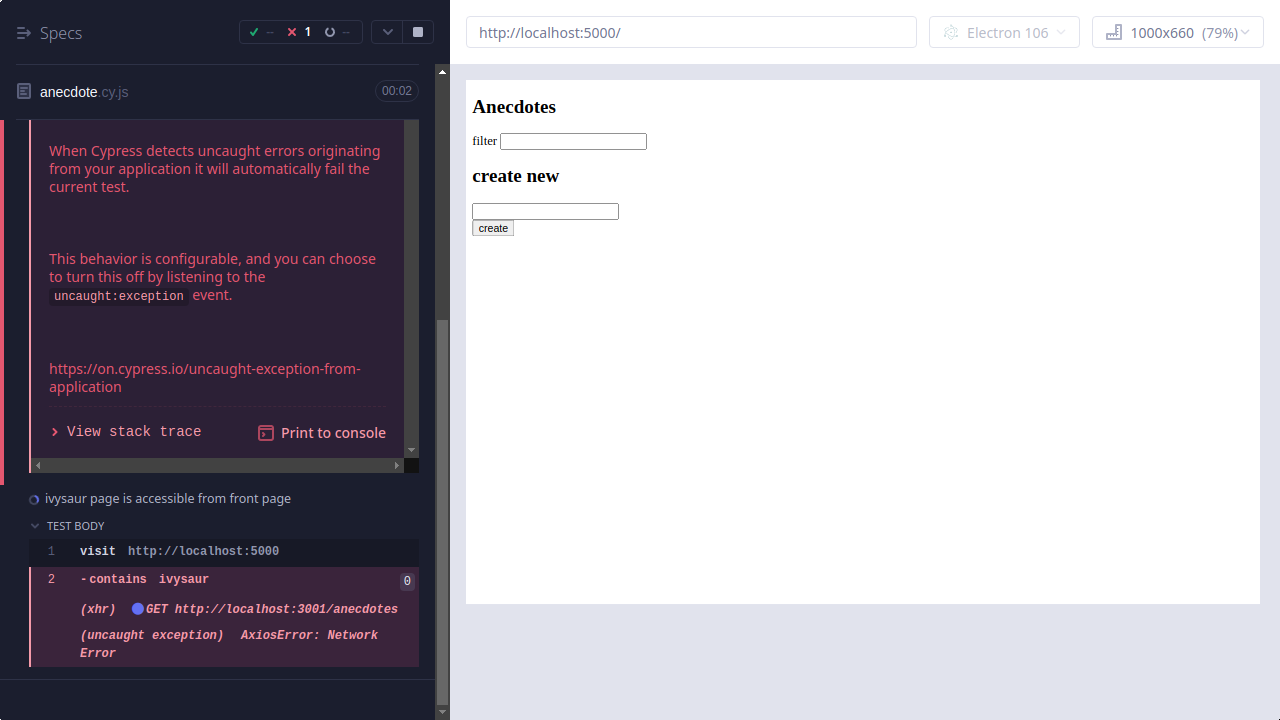 Specs
-- 1 --
http://localhost:5000/
Electron 106
1000x660 (79%)
anecdote.cy.js
00:02
When Cypress detects uncaught errors originating
from your application it will automatically fail the
current test.
This behavior is configurable, and you can choose
to turn this off by listening to the
uncaught:exception event.
https://on.cypress.io/uncaught-exception-from-
application
View stack trace
Print to console
ivysaur page is accessible from front page
TEST BODY
1 visit http://localhost:5000
2 -contains ivysaur 0
(xhr) GET http://localhost:3001/anecdotes
(uncaught exception) AxiosError: Network
Error
Anecdotes
filter
create new
create